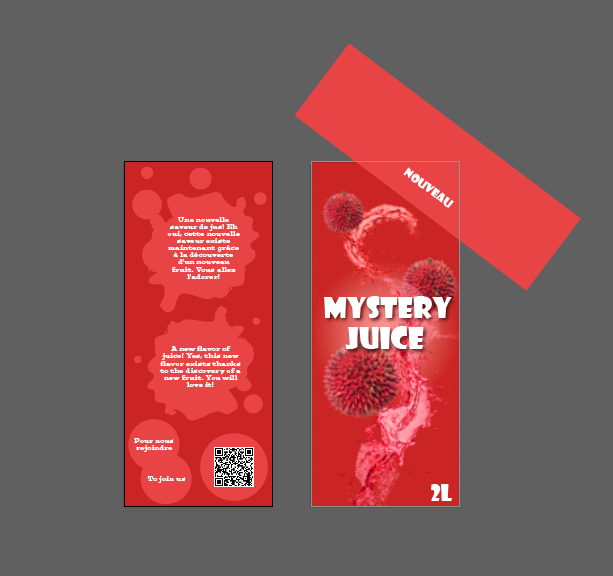 Une nouvelle
saveur de jus! Eh
oui, cette nouvelle
saveur existe
maintenant grâce
à la découverte
d'un nouveau
fruit. Vous allez
l'adorez!
A new flavor of
juice! Yes, this new
flavor exists thanks
to the discovery of a
new fruit. You will
love it!
Pour nous
rejoindre
To join us
NOUVEAU
MYSTERY
JUICE
2L